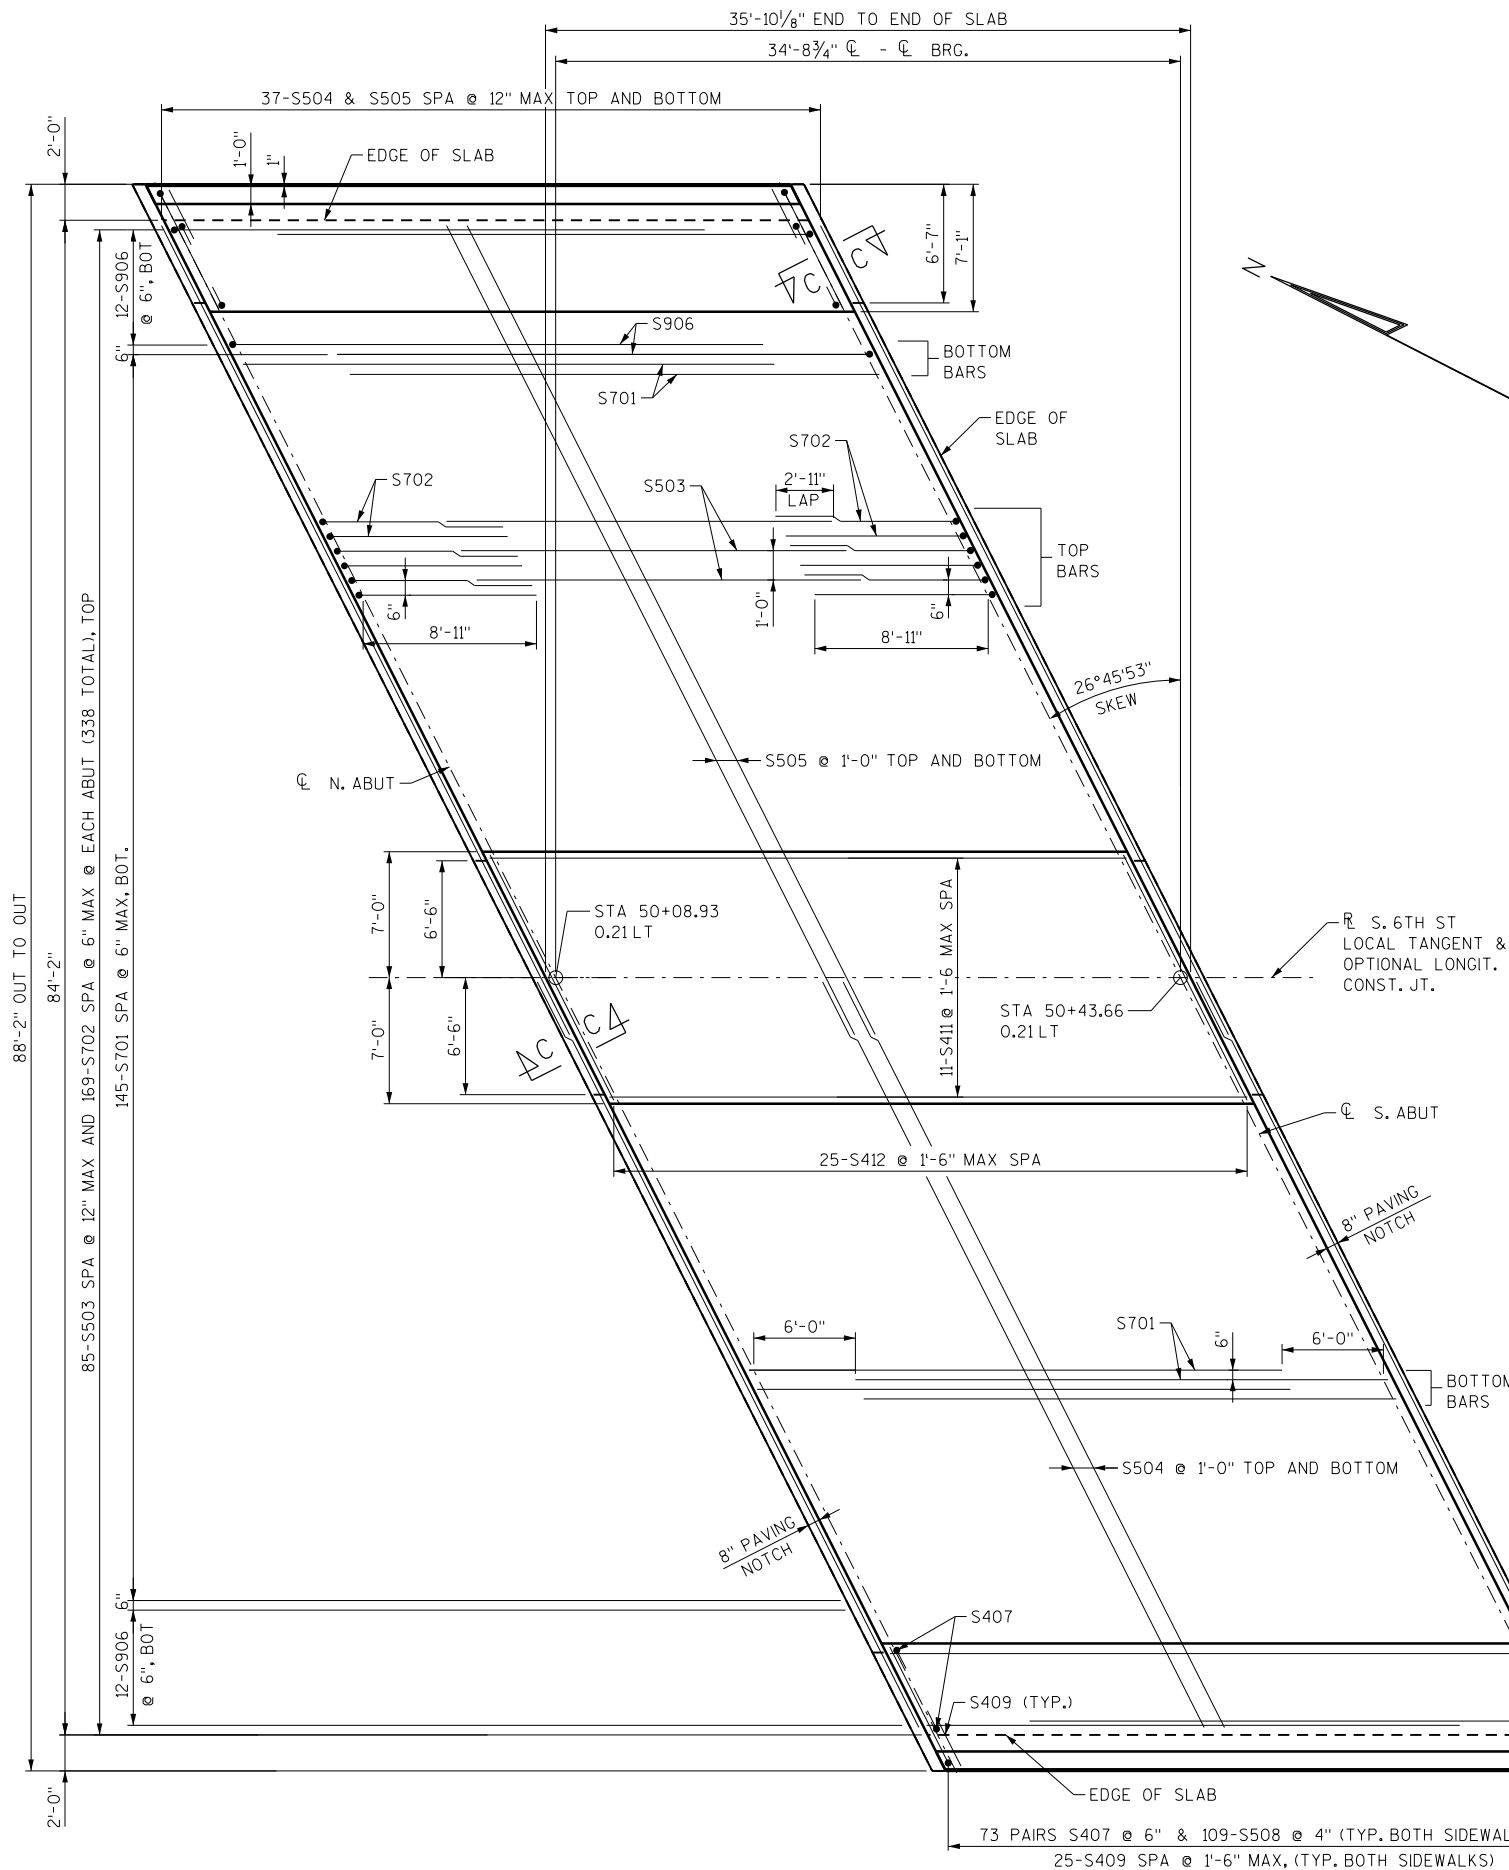 35'-10 1/8" END TO END OF SLAB
34'-8 3/4" ℄ - ℄ BRG.
37-S504 & S505 SPA @ 12" MAX TOP AND BOTTOM
2'-0"
1'-0"
1"
EDGE OF SLAB
12-S906
@ 6", BOT
6"
6'-7"
7'-1"
C
C
N
S906
S701
BOTTOM
BARS
EDGE OF
SLAB
S702
S702
S503
2'-11"
LAP
TOP
BARS
6"
8'-11"
1'-0"
6"
8'-11"
26°45'53"
SKEW
S505 @ 1'-0" TOP AND BOTTOM
℄ N. ABUT
88'-2" OUT TO OUT
84'-2"
85-S503 SPA @ 12" MAX AND 169-S702 SPA @ 6" MAX @ EACH ABUT (338 TOTAL), TOP
145-S701 SPA @ 6" MAX, BOT.
7'-0"
6'-6"
STA 50+08.93
0.21 LT
11-S411 @ 1'-6 MAX SPA
R S. 6TH ST
LOCAL TANGENT &
OPTIONAL LONGIT.
CONST. JT.
7'-0"
6'-6"
C
C
STA 50+43.66
0.21 LT
℄ S. ABUT
25-S412 @ 1'-6" MAX SPA
8" PAVING
NOTCH
6'-0"
S701
6"
6'-0"
BOTTOM
BARS
S504 @ 1'-0" TOP AND BOTTOM
8" PAVING
NOTCH
6"
12-S906
@ 6", BOT
S407
S409 (TYP.)
2'-0"
EDGE OF SLAB
73 PAIRS S407 @ 6" & 109-S508 @ 4" (TYP. BOTH SIDEWAL
25-S409 SPA @ 1'-6" MAX, (TYP. BOTH SIDEWALKS)